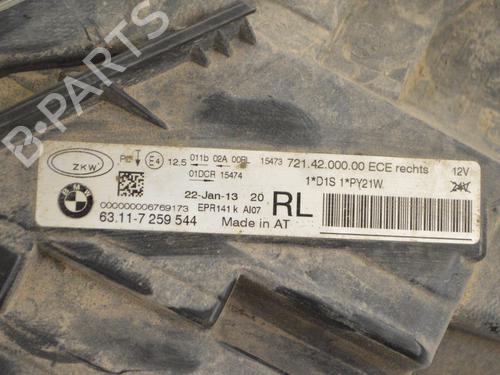 B-PARTS
ZKW
E4 12,5 011b 02A 00RL 15473 721.42.000.00 ECE rechts 12V
01DCR 15474 1*D1S 1*PY21W 24V
22-Jan-13 20 RL
BMW
000000006769173 EPR141 k AI07
63.11-7 259 544 Made in AT